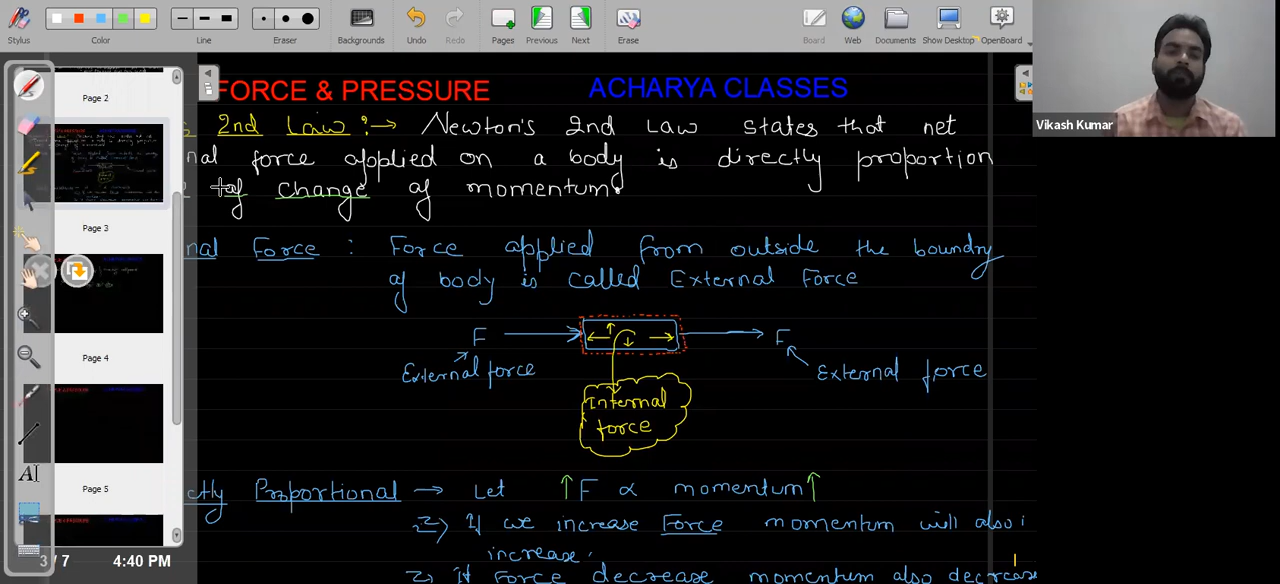 Stylus Color Line Eraser Backgrounds Undo Redo Pages Previous Next Erase Board Web Documents Show Desktop OpenBoard
Vikash Kumar
Page 2
Page 3
Page 4
Page 5
3 / 7 4:40 PM
FORCE & PRESSURE ACHARYA CLASSES
2nd Law :→ Newton's 2nd Law states that net
nal force applied on a body is directly proportion
of change of momentum.
nal Force : Force applied from outside the boundry
of body is called External Force
F → → F
External force External force
Internal
force
ctly Proportional → Let ↑F ∝ momentum↑
If we increase Force momentum will also i
increase.
if Force decrease momentum also decrease